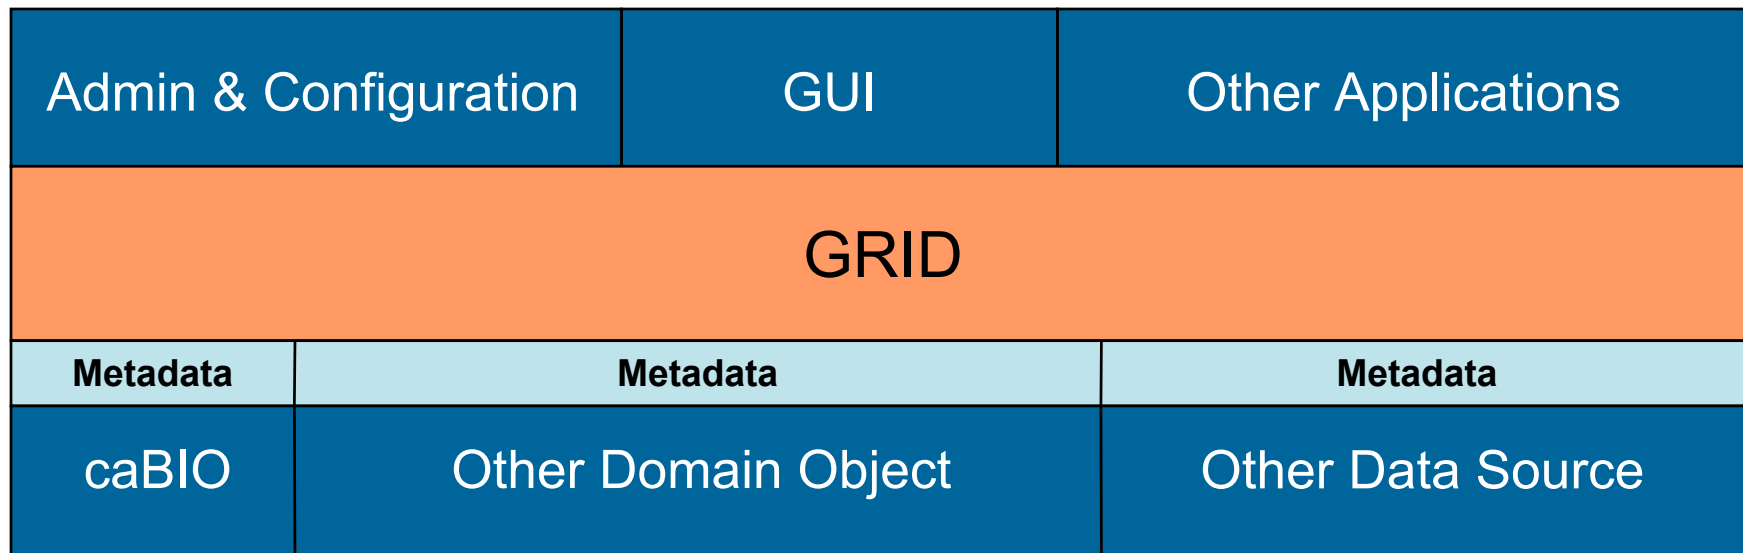 Admin & Configuration GUI Other Applications
GRID
Metadata Metadata Metadata
caBIO Other Domain Object Other Data Source